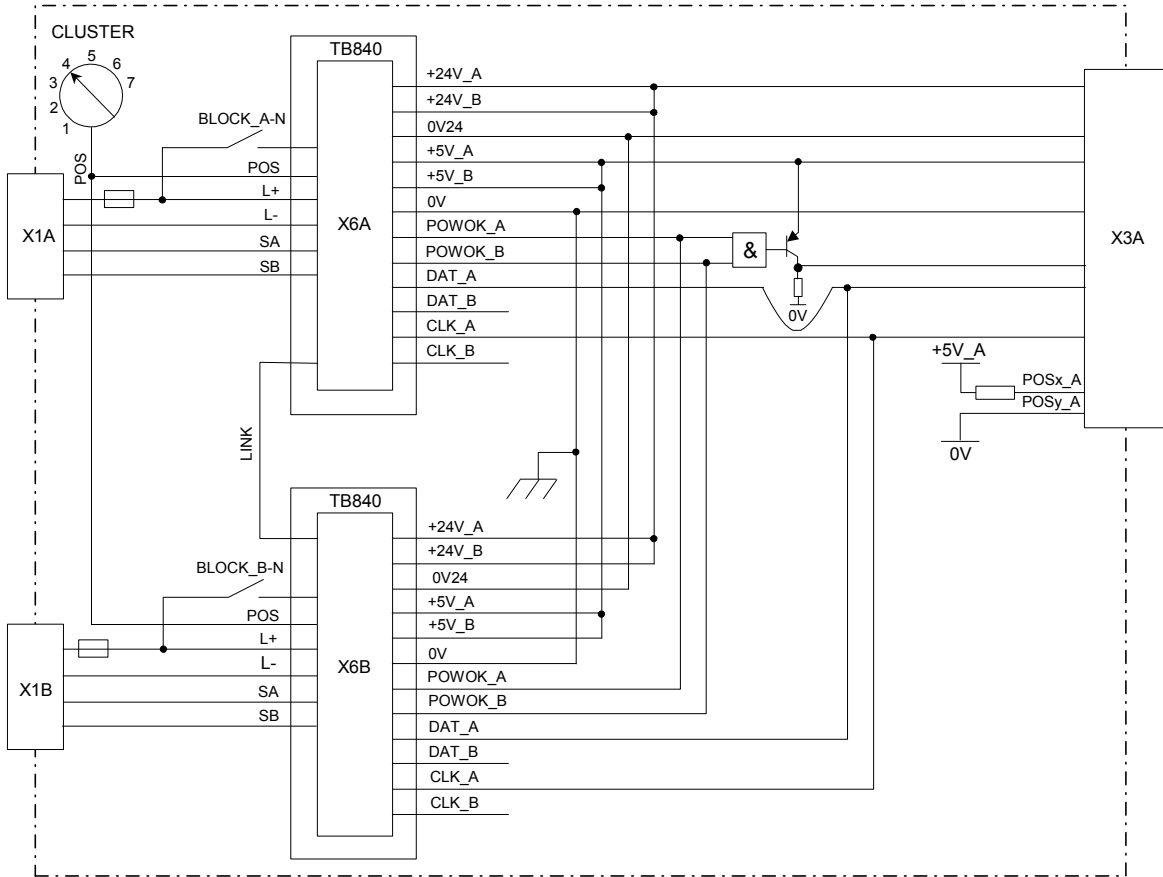 CLUSTER
1
2
3
4
5
6
7
POS
TB840
X6A
+24V_A
+24V_B
0V24
+5V_A
+5V_B
0V
POWOK_A
POWOK_B
DAT_A
DAT_B
CLK_A
CLK_B
BLOCK_A-N
POS
L+
L-
SA
SB
X1A
&
0V
X3A
+5V_A
POSx_A
POSy_A
0V
LINK
TB840
X6B
+24V_A
+24V_B
0V24
+5V_A
+5V_B
0V
POWOK_A
POWOK_B
DAT_A
DAT_B
CLK_A
CLK_B
BLOCK_B-N
POS
L+
L-
SA
SB
X1B